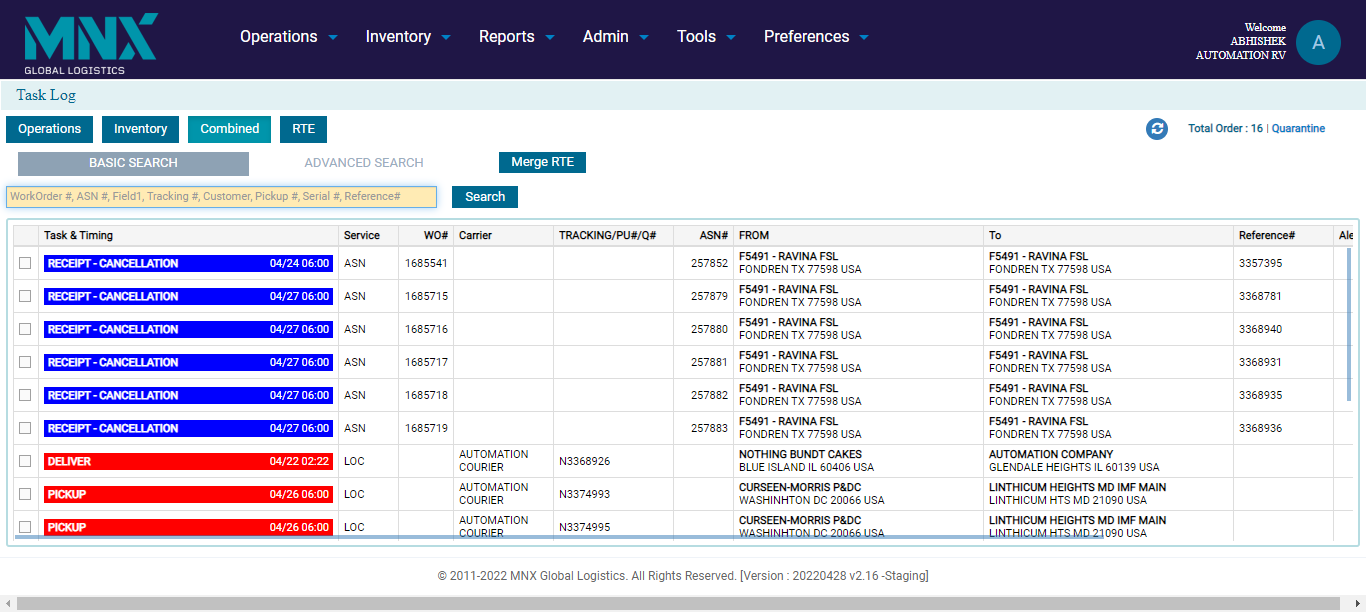 MNX
GLOBAL LOGISTICS
Operations Inventory Reports Admin Tools Preferences
Welcome
ABHISHEK
AUTOMATION RV
A
Task Log
Operations Inventory Combined RTE
Total Order : 16 | Quarantine
BASIC SEARCH ADVANCED SEARCH Merge RTE
WorkOrder #, ASN #, Field1, Tracking #, Customer, Pickup #, Serial #, Reference# Search
Task & Timing Service WO# Carrier TRACKING/PU#/Q# ASN# FROM To Reference# Ale
RECEIPT - CANCELLATION 04/24 06:00 ASN 1685541 257852 F5491 - RAVINA FSL F5491 - RAVINA FSL 3357395
FONDREN TX 77598 USA FONDREN TX 77598 USA
RECEIPT - CANCELLATION 04/27 06:00 ASN 1685715 257879 F5491 - RAVINA FSL F5491 - RAVINA FSL 3368781
FONDREN TX 77598 USA FONDREN TX 77598 USA
RECEIPT - CANCELLATION 04/27 06:00 ASN 1685716 257880 F5491 - RAVINA FSL F5491 - RAVINA FSL 3368940
FONDREN TX 77598 USA FONDREN TX 77598 USA
RECEIPT - CANCELLATION 04/27 06:00 ASN 1685717 257881 F5491 - RAVINA FSL F5491 - RAVINA FSL 3368931
FONDREN TX 77598 USA FONDREN TX 77598 USA
RECEIPT - CANCELLATION 04/27 06:00 ASN 1685718 257882 F5491 - RAVINA FSL F5491 - RAVINA FSL 3368935
FONDREN TX 77598 USA FONDREN TX 77598 USA
RECEIPT - CANCELLATION 04/27 06:00 ASN 1685719 257883 F5491 - RAVINA FSL F5491 - RAVINA FSL 3368936
FONDREN TX 77598 USA FONDREN TX 77598 USA
DELIVER 04/22 02:22 LOC AUTOMATION N3368926 NOTHING BUNDT CAKES AUTOMATION COMPANY
COURIER BLUE ISLAND IL 60406 USA GLENDALE HEIGHTS IL 60139 USA
PICKUP 04/26 06:00 LOC AUTOMATION N3374993 CURSEEN-MORRIS P&DC LINTHICUM HEIGHTS MD IMF MAIN
COURIER WASHINHTON DC 20066 USA LINTHICUM HTS MD 21090 USA
PICKUP 04/26 06:00 LOC AUTOMATION N3374995 CURSEEN-MORRIS P&DC LINTHICUM HEIGHTS MD IMF MAIN
COURIER WASHINHTON DC 20066 USA LINTHICUM HTS MD 21090 USA
© 2011-2022 MNX Global Logistics. All Rights Reserved. [Version : 20220428 v2.16 -Staging]